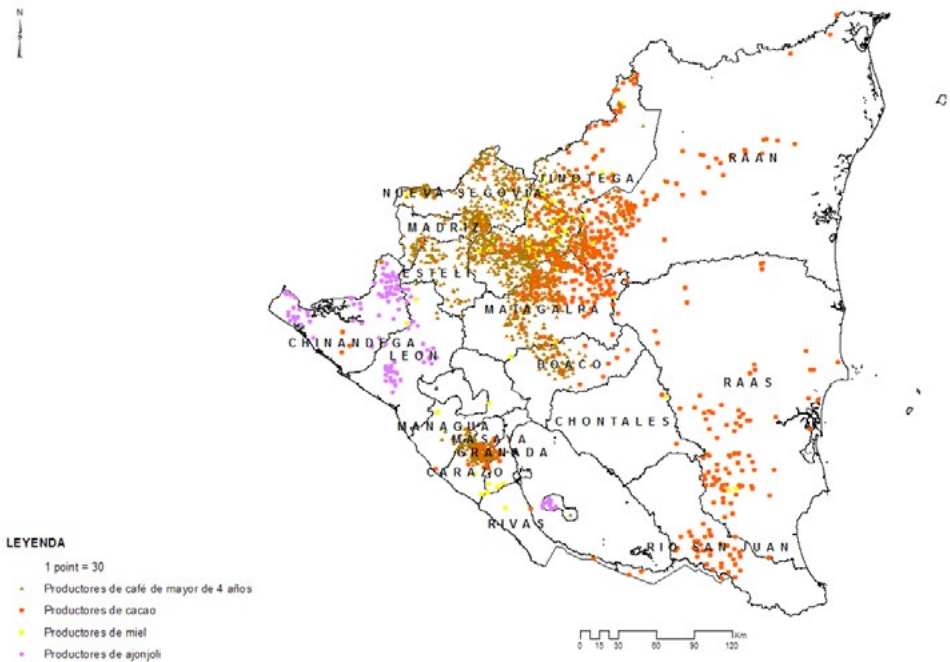 N
RAAN
JINOTEGA
NUEVA SEGOVIA
MADRIZ
ESTELI
MATAGALPA
CHINANDEGA
LEON
BOACO
RAAS
CHONTALES
MANAGUA
MASAYA
GRANADA
CARAZO
RIVAS
RIO SAN JUAN
LEYENDA
1 point = 30
Productores de café de mayor de 4 años
Productores de cacao
Productores de miel
Productores de ajonjoli
Km
0 15 30 60 90 120